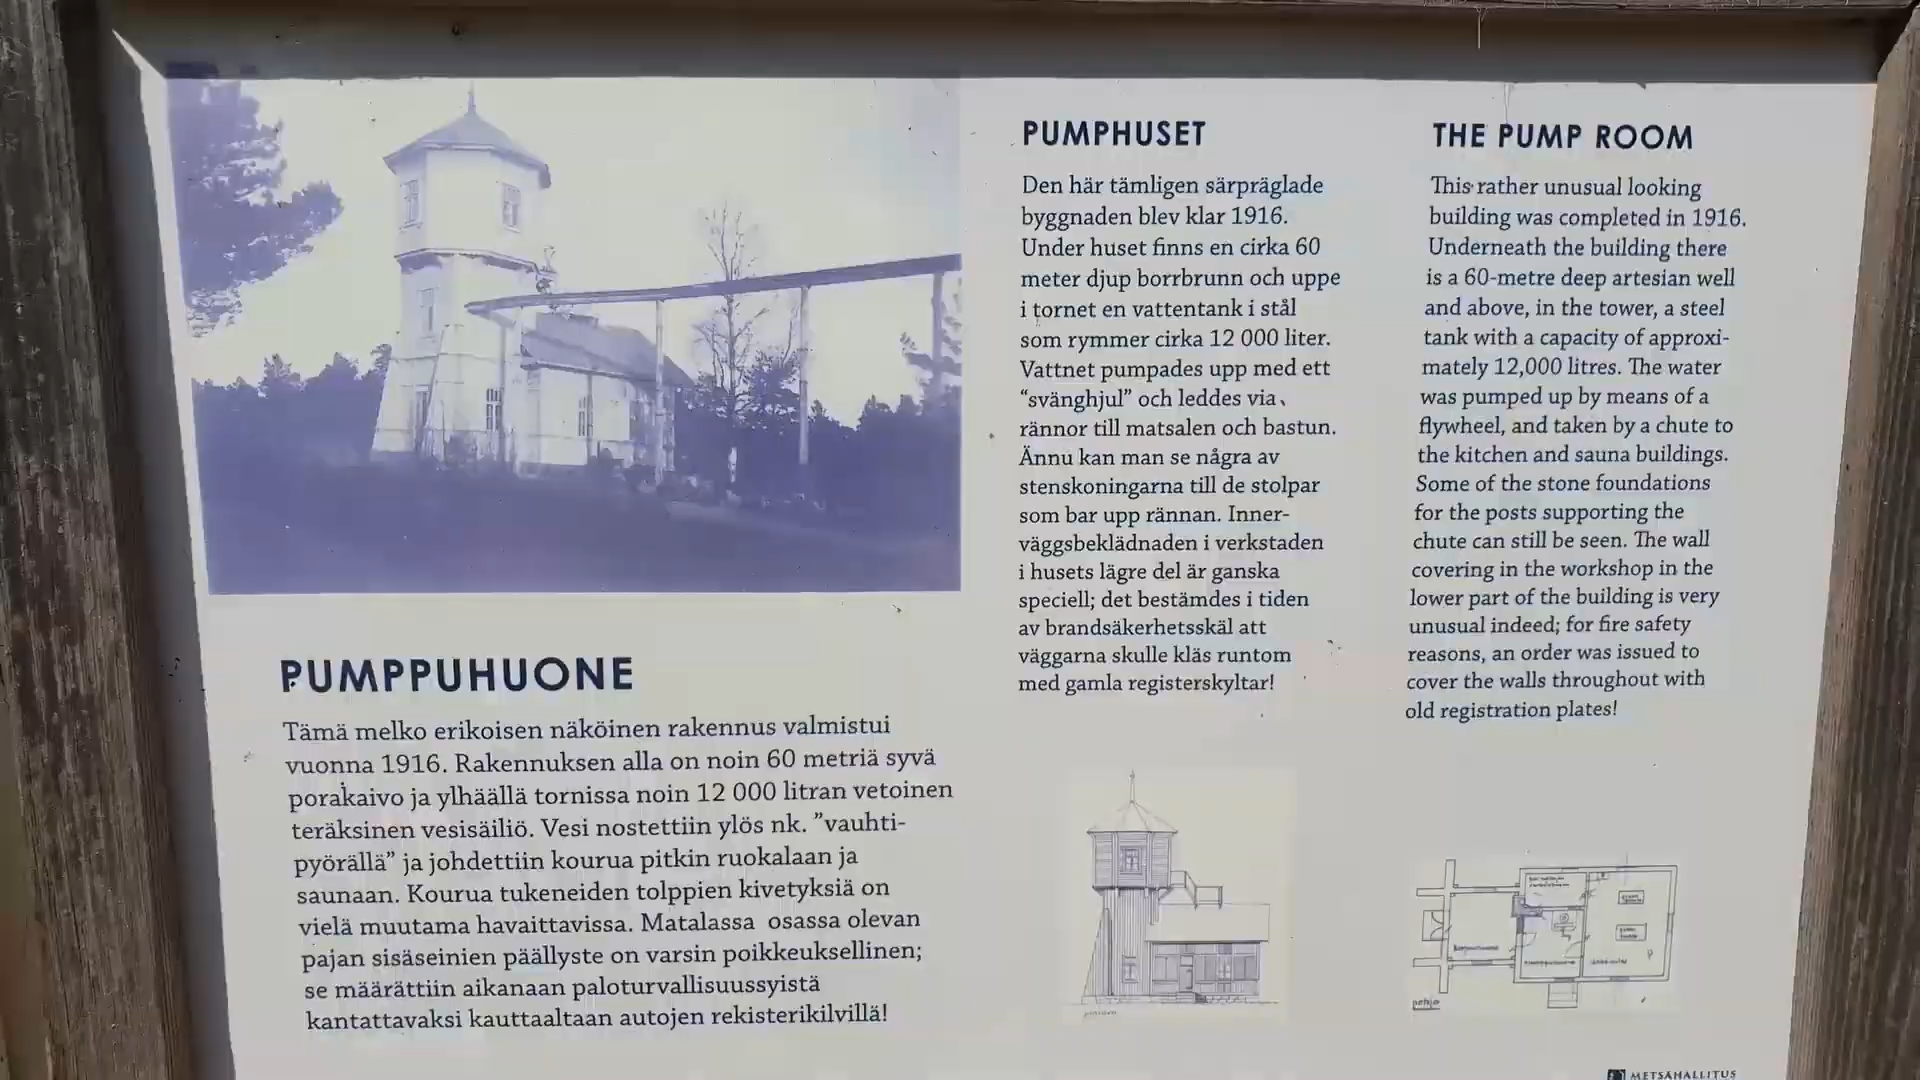 PUMPPUHUONE
Tämä melko erikoisen näköinen rakennus valmistui
vuonna 1916. Rakennuksen alla on noin 60 metriä syvä
porakaivo ja ylhäällä tornissa noin 12 000 litran vetoinen
teräksinen vesisäiliö. Vesi nostettiin ylös nk. ”vauhti-
pyörällä” ja johdettiin kourua pitkin ruokalaan ja
saunaan. Kourua tukeneiden tolppien kivetyksiä on
vielä muutama havaittavissa. Matalassa osassa olevan
pajan sisäseinien päällyste on varsin poikkeuksellinen;
se määrättiin aikanaan paloturvallisuussyistä
kantattavaksi kauttaaltaan autojen rekisterikilvillä!
PUMPHUSET
Den här tämligen särpräglade
byggnaden blev klar 1916.
Under huset finns en cirka 60
meter djup borrbrunn och uppe
i tornet en vattentank i stål
som rymmer cirka 12 000 liter.
Vattnet pumpades upp med ett
“svänghjul” och leddes via
rännor till matsalen och bastun.
Ännu kan man se några av
stenskoningarna till de stolpar
som bar upp rännan. Inner-
väggsbeklädnaden i verkstaden
i husets lägre del är ganska
speciell; det bestämdes i tiden
av brandsäkerhetsskäl att
väggarna skulle kläs runtom
med gamla registerskyltar!
THE PUMP ROOM
This rather unusual looking
building was completed in 1916.
Underneath the building there
is a 60-metre deep artesian well
and above, in the tower, a steel
tank with a capacity of approxi-
mately 12,000 litres. The water
was pumped up by means of a
flywheel, and taken by a chute to
the kitchen and sauna buildings.
Some of the stone foundations
for the posts supporting the
chute can still be seen. The wall
covering in the workshop in the
lower part of the building is very
unusual indeed; for fire safety
reasons, an order was issued to
cover the walls throughout with
old registration plates!
pohja
METSÄHALLITUS